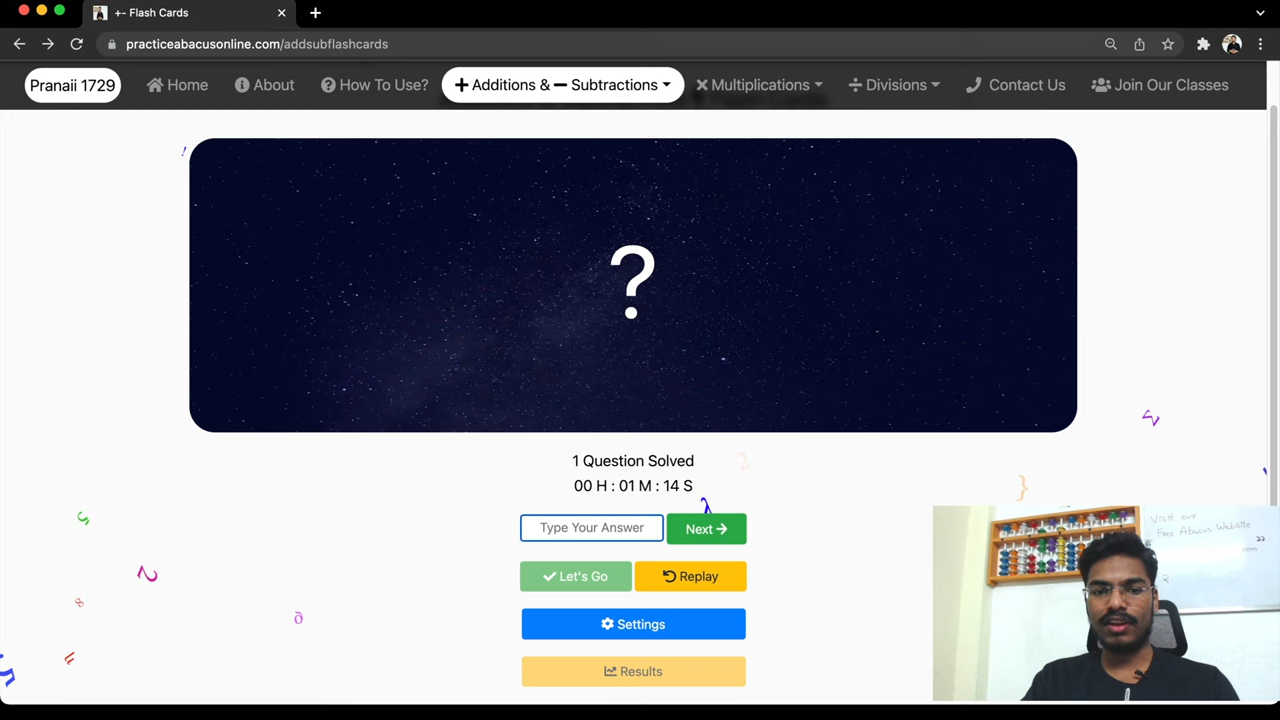 +- Flash Cards
practiceabacusonline.com/addsubflashcards
Pranaii 1729
Home
About
How To Use?
Additions & − Subtractions
Multiplications
Divisions
Contact Us
Join Our Classes
?
1 Question Solved
00 H : 01 M : 14 S
Type Your Answer
Next
Let's Go
Replay
Settings
Results
Visit our
Free Abacus Website
com